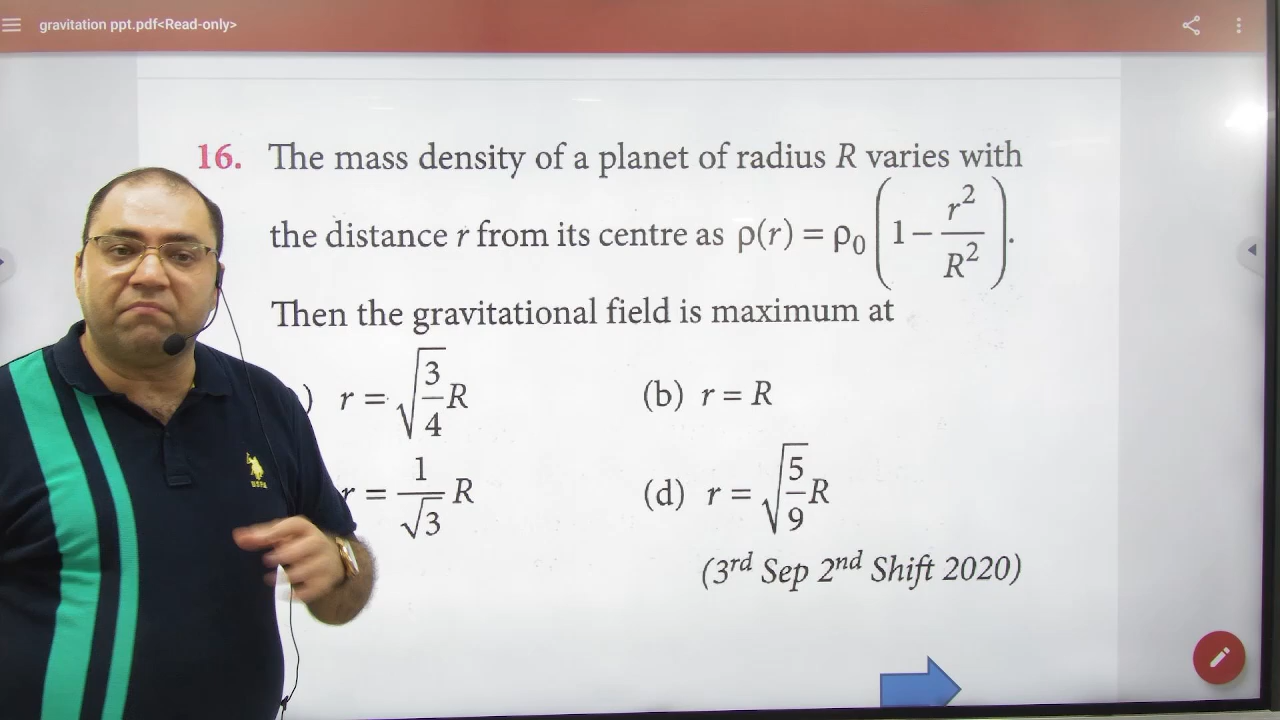 gravitation ppt.pdf<Read-only>
16. The mass density of a planet of radius R varies with
the distance r from its centre as ρ(r) = ρ₀ (1 − r²/R²).
Then the gravitational field is maximum at
) r = √(3/4) R (b) r = R
r = 1/√3 R (d) r = √(5/9) R
(3rd Sep 2nd Shift 2020)